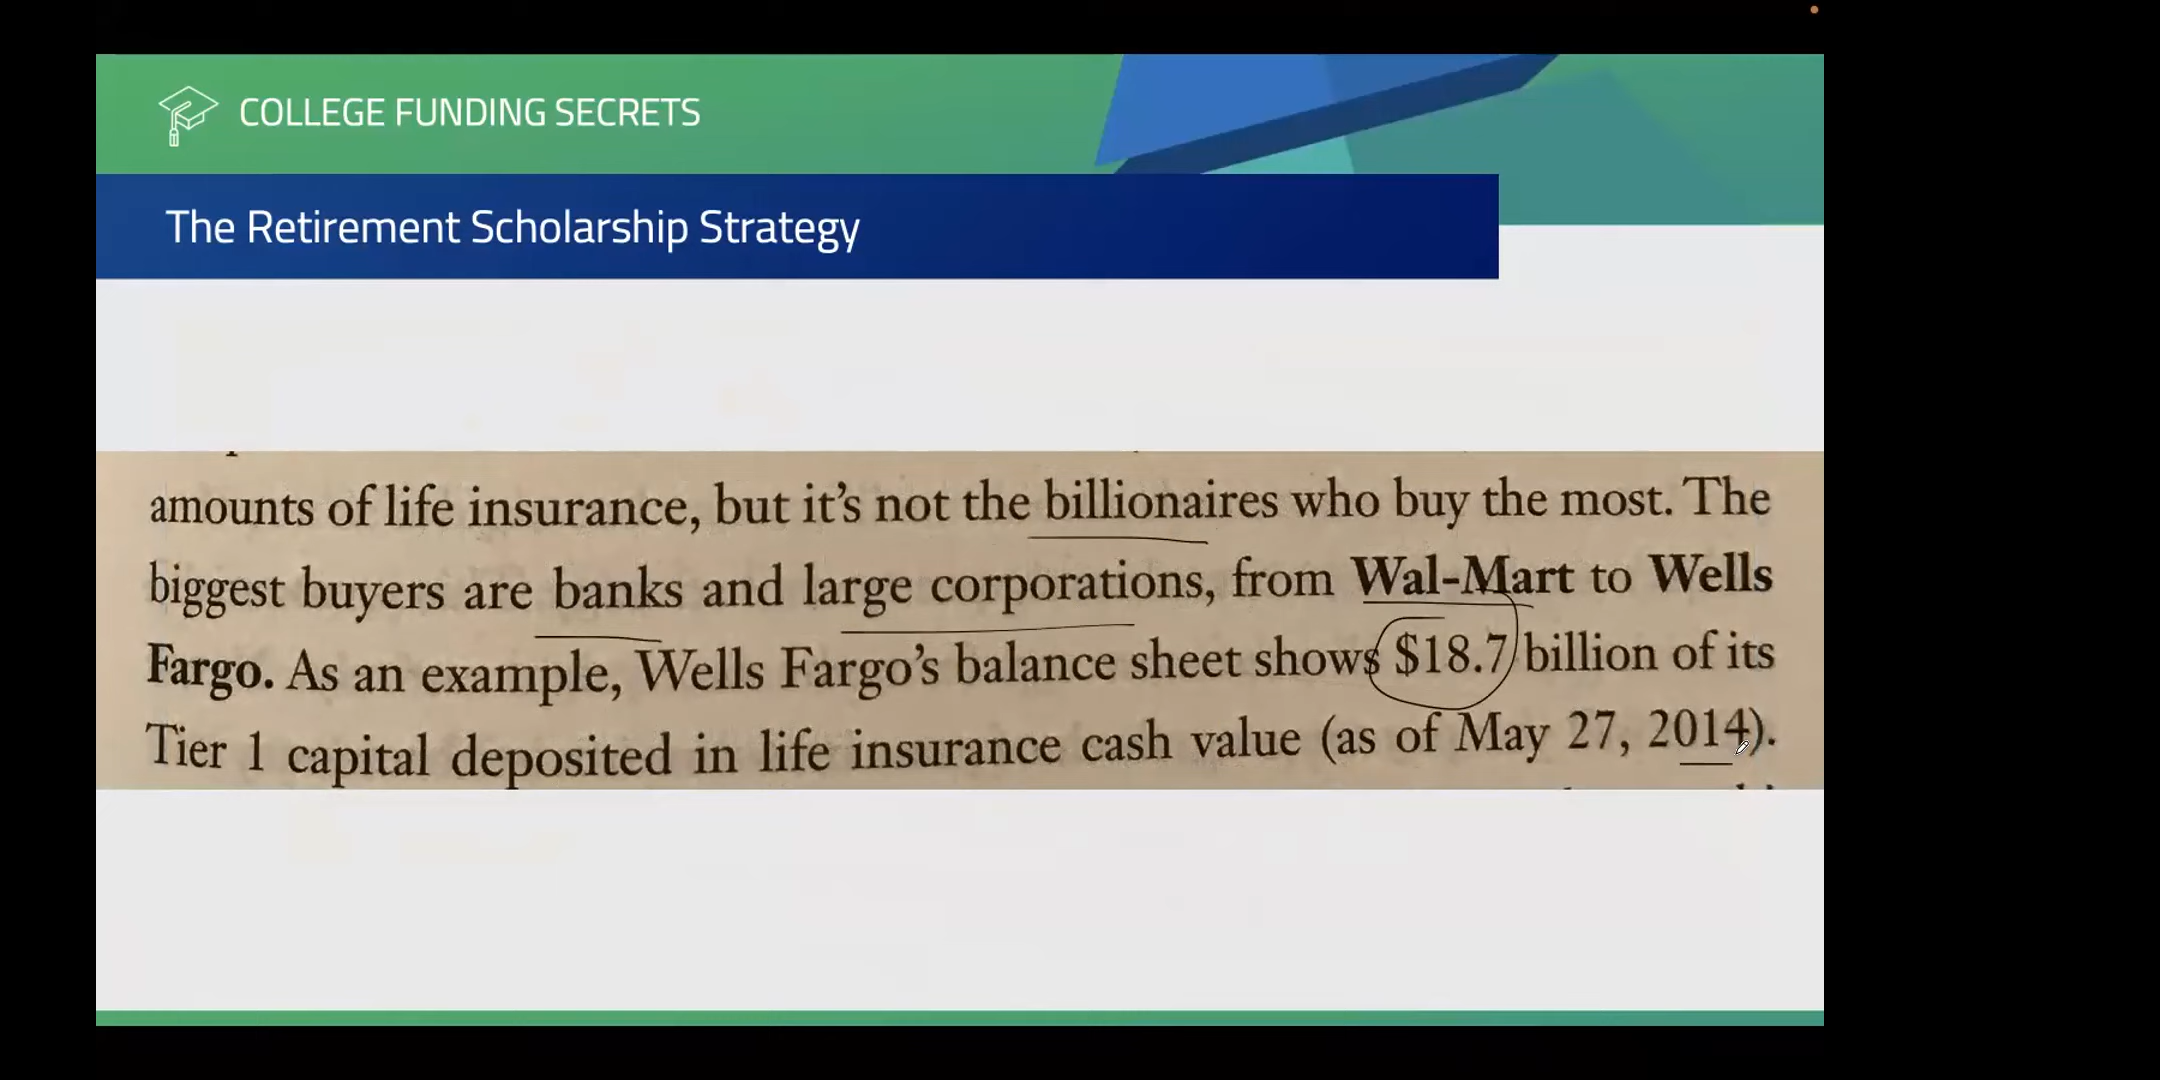 COLLEGE FUNDING SECRETS
The Retirement Scholarship Strategy
amounts of life insurance, but it's not the billionaires who buy the most. The
biggest buyers are banks and large corporations, from Wal-Mart to Wells
Fargo. As an example, Wells Fargo's balance sheet shows $18.7 billion of its
Tier 1 capital deposited in life insurance cash value (as of May 27, 2014).